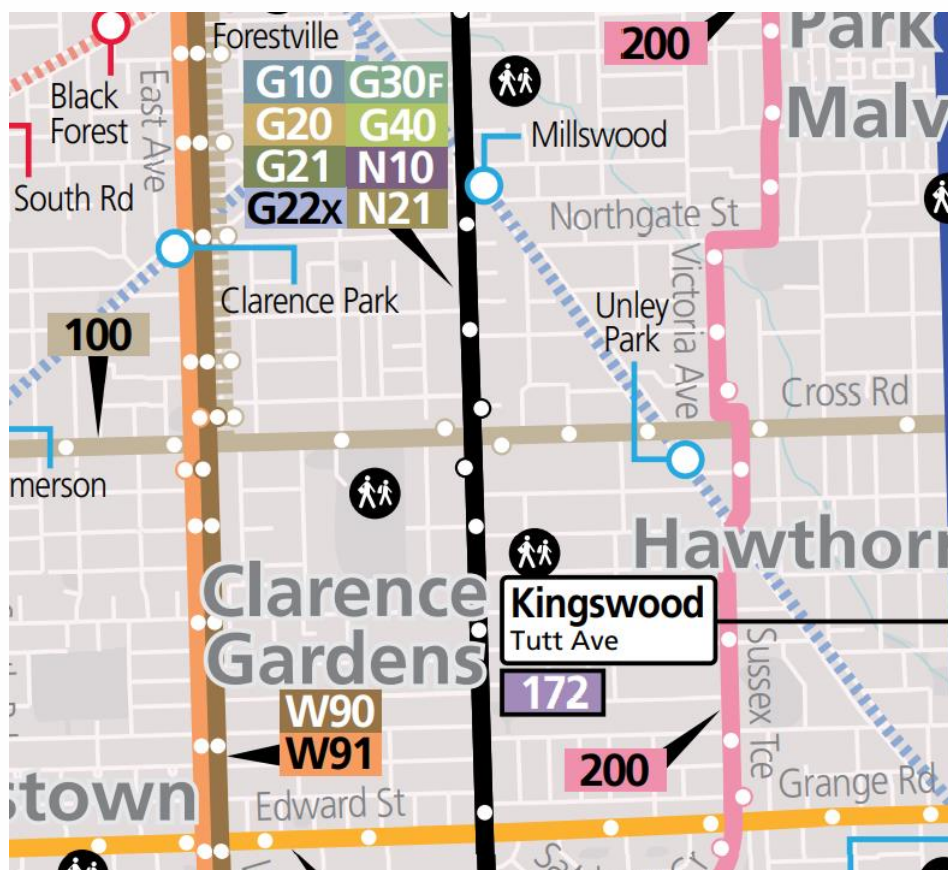 Forestville
200
Park
Malv
G10 G30F
G20 G40
G21 N10
G22x N21
Black
Forest
East Ave
South Rd
Millswood
Northgate St
Victoria Ave
Clarence Park
Unley
Park
100
Cross Rd
merson
Hawthorn
Clarence
Gardens
Kingswood
Tutt Ave
172
W90
W91
200
Sussex Tce
stown
Edward St
Grange Rd